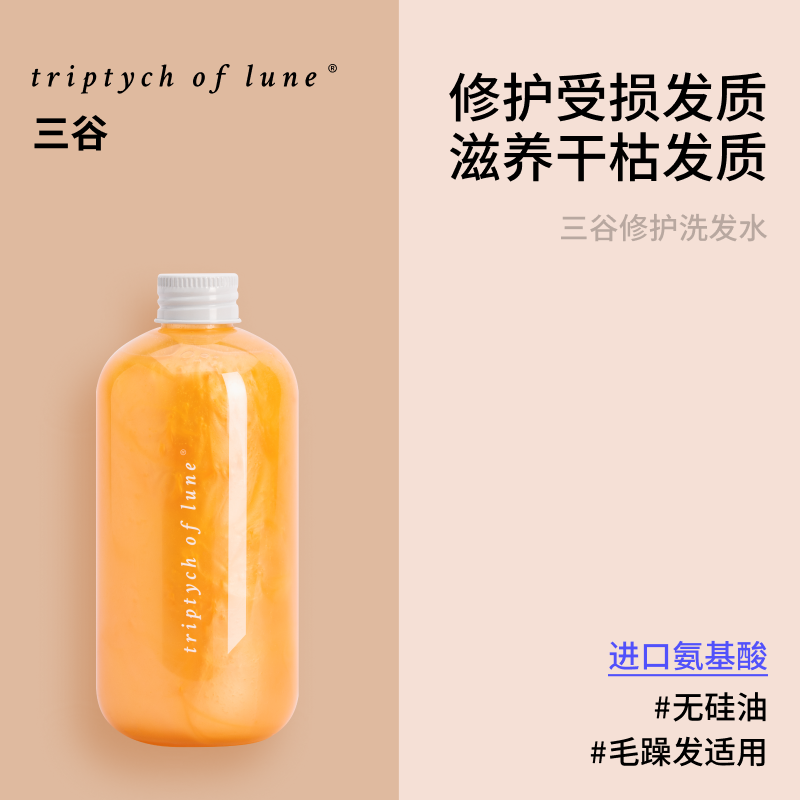 triptych of lune®
三谷
修护受损发质
滋养干枯发质
三谷修护洗发水
triptych of lune®
进口氨基酸
#无硅油
#毛躁发适用